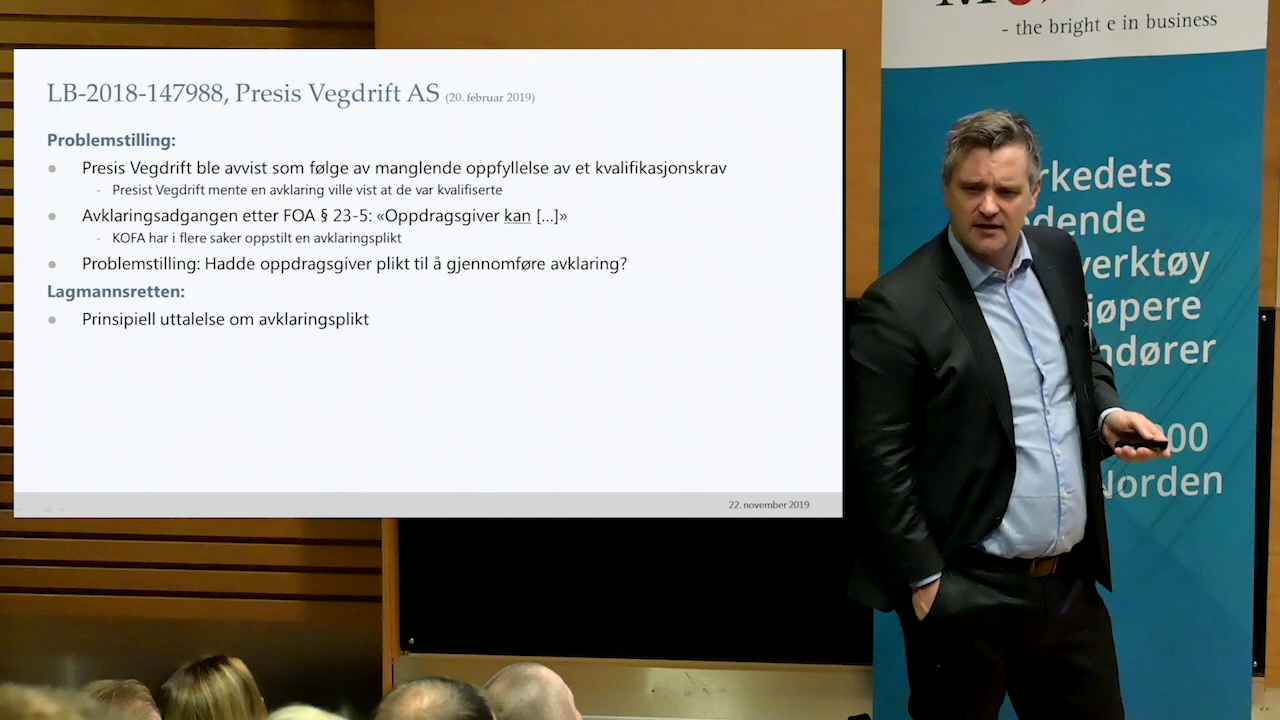 LB-2018-147988, Presis Vegdrift AS (20. februar 2019)
Problemstilling:
● Presis Vegdrift ble avvist som følge av manglende oppfyllelse av et kvalifikasjonskrav
- Presist Vegdrift mente en avklaring ville vist at de var kvalifiserte
● Avklaringsadgangen etter FOA § 23-5: «Oppdragsgiver kan [...]»
- KOFA har i flere saker oppstilt en avklaringsplikt
● Problemstilling: Hadde oppdragsgiver plikt til å gjennomføre avklaring?
Lagmannsretten:
● Prinsipiell uttalelse om avklaringsplikt
22. november 2019
- the bright e in business
rkedets
dende
verktøy
jøpere
ndører
00
Norden